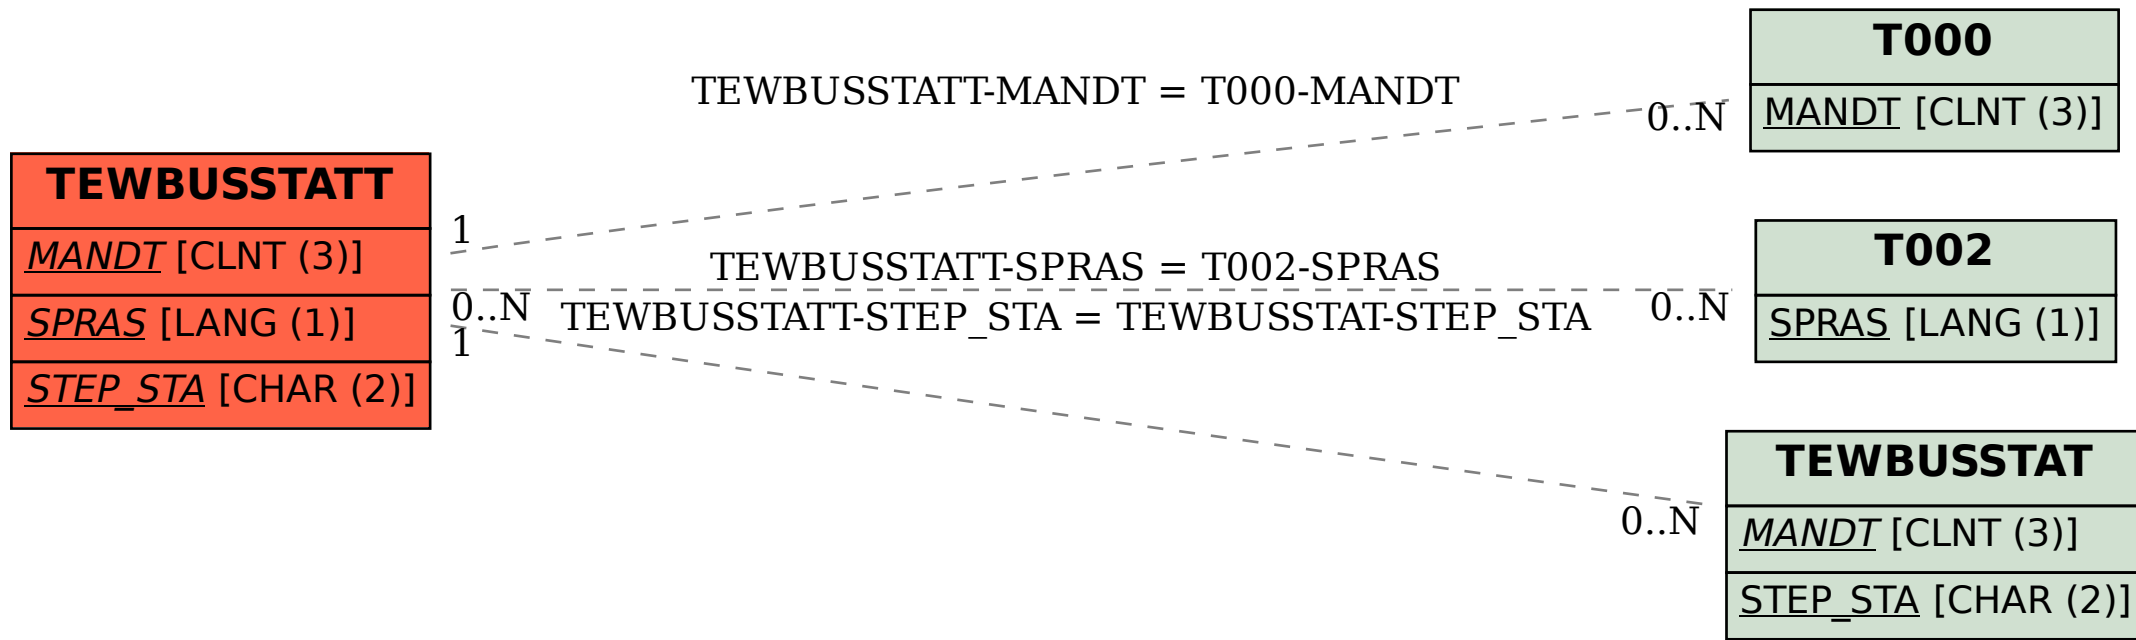 TEWBUSSTATT
MANDT [CLNT (3)]
SPRAS [LANG (1)]
STEP_STA [CHAR (2)]
TEWBUSSTATT-MANDT = T000-MANDT
1
0..N
TEWBUSSTATT-SPRAS = T002-SPRAS
0..N
0..N
TEWBUSSTATT-STEP_STA = TEWBUSSTAT-STEP_STA
1
0..N
T000
MANDT [CLNT (3)]
T002
SPRAS [LANG (1)]
TEWBUSSTAT
MANDT [CLNT (3)]
STEP_STA [CHAR (2)]